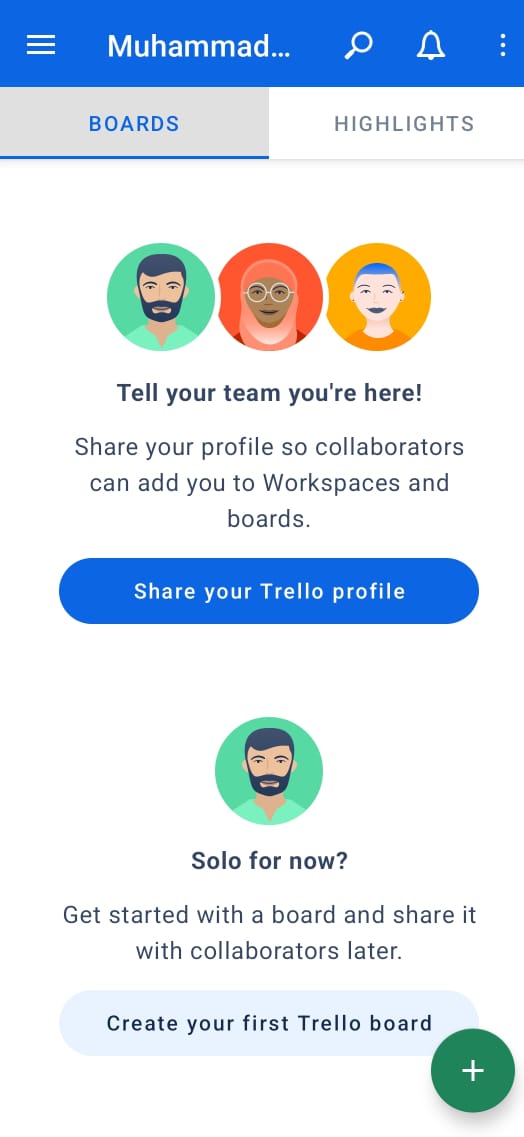 Muhammad...
BOARDS
HIGHLIGHTS
Tell your team you're here!
Share your profile so collaborators
can add you to Workspaces and
boards.
Share your Trello profile
Solo for now?
Get started with a board and share it
with collaborators later.
Create your first Trello board